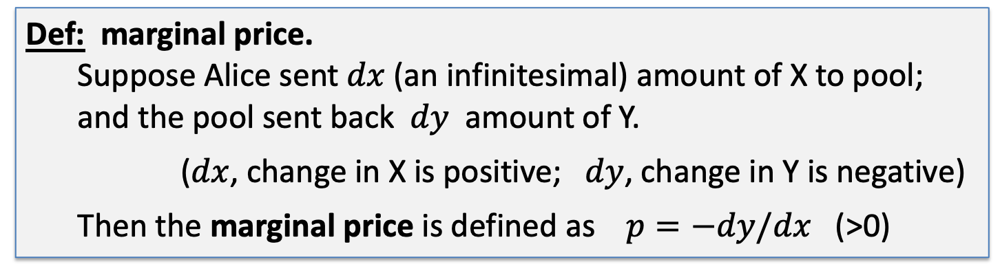 Def: marginal price.
Suppose Alice sent dx (an infinitesimal) amount of X to pool;
and the pool sent back dy amount of Y.
(dx, change in X is positive; dy, change in Y is negative)
Then the marginal price is defined as p = −dy/dx (>0)